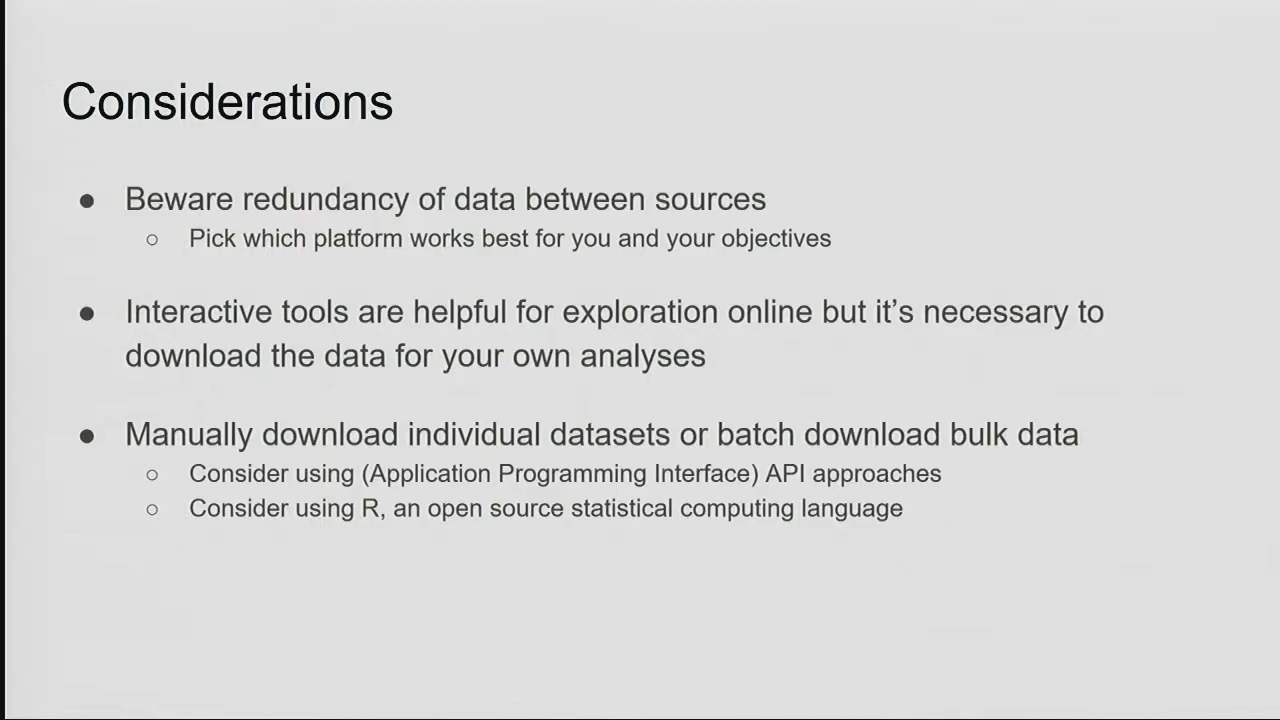 Considerations
● Beware redundancy of data between sources
○ Pick which platform works best for you and your objectives
● Interactive tools are helpful for exploration online but it’s necessary to
download the data for your own analyses
● Manually download individual datasets or batch download bulk data
○ Consider using (Application Programming Interface) API approaches
○ Consider using R, an open source statistical computing language